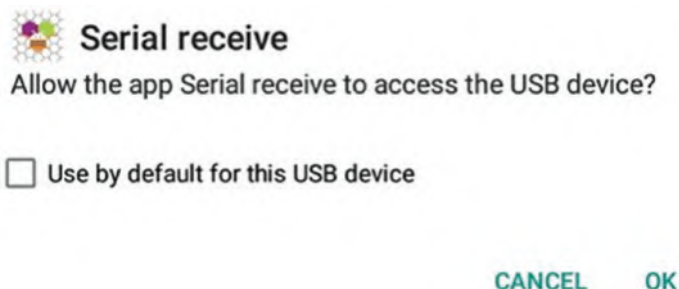 Serial receive
Allow the app Serial receive to access the USB device?
Use by default for this USB device
CANCEL OK